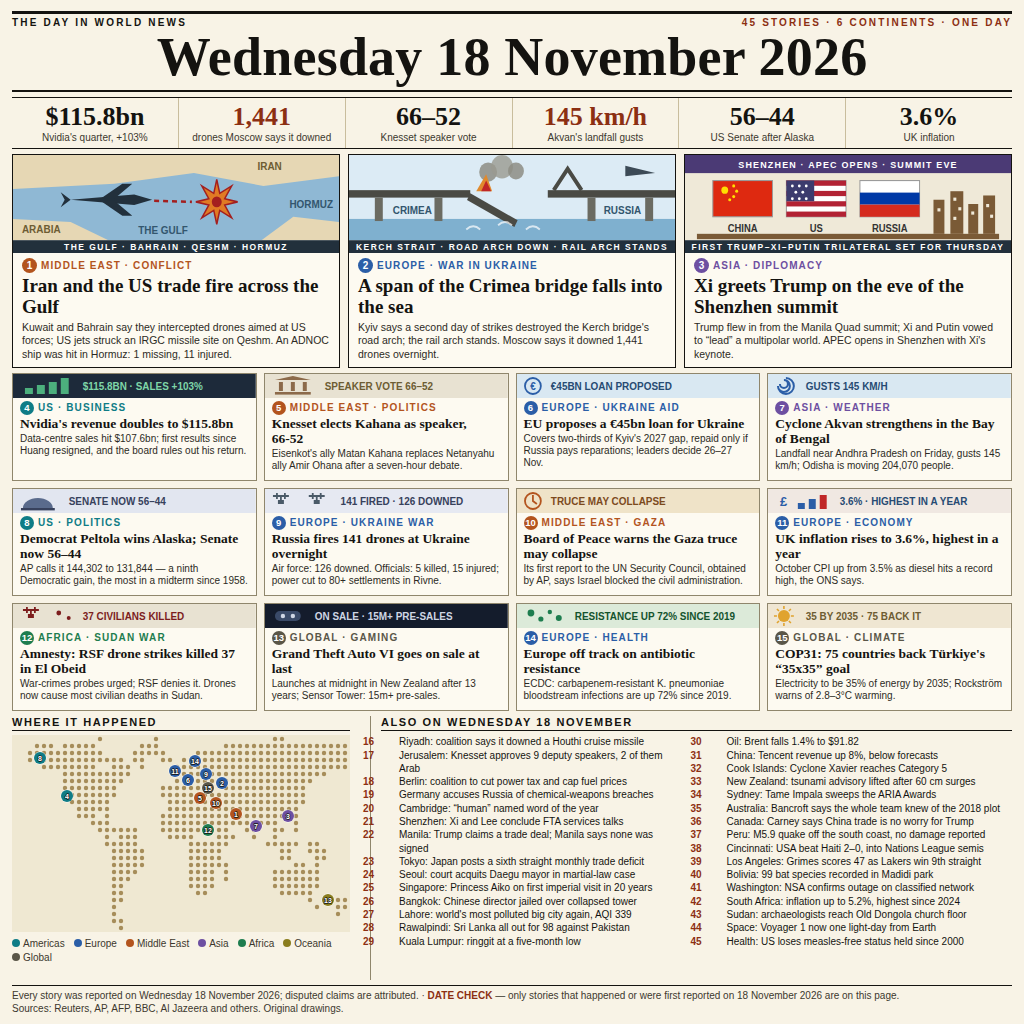 THE DAY IN WORLD NEWS
45 STORIES · 6 CONTINENTS · ONE DAY
Wednesday 18 November 2026
$115.8bn
Nvidia's quarter, +103%
1,441
drones Moscow says it downed
66–52
Knesset speaker vote
145 km/h
Akvan's landfall gusts
56–44
US Senate after Alaska
3.6%
UK inflation
IRAN
HORMUZ
ARABIA
THE GULF
THE GULF · BAHRAIN · QESHM · HORMUZ
1 MIDDLE EAST · CONFLICT
Iran and the US trade fire across the
Gulf
Kuwait and Bahrain say they intercepted drones aimed at US
forces; US jets struck an IRGC missile site on Qeshm. An ADNOC
ship was hit in Hormuz: 1 missing, 11 injured.
CRIMEA
RUSSIA
KERCH STRAIT · ROAD ARCH DOWN · RAIL ARCH STANDS
2 EUROPE · WAR IN UKRAINE
A span of the Crimea bridge falls into
the sea
Kyiv says a second day of strikes destroyed the Kerch bridge's
road arch; the rail arch stands. Moscow says it downed 1,441
drones overnight.
SHENZHEN · APEC OPENS · SUMMIT EVE
CHINA
US
RUSSIA
FIRST TRUMP–XI–PUTIN TRILATERAL SET FOR THURSDAY
3 ASIA · DIPLOMACY
Xi greets Trump on the eve of the
Shenzhen summit
Trump flew in from the Manila Quad summit; Xi and Putin vowed
to “lead” a multipolar world. APEC opens in Shenzhen with Xi's
keynote.
$115.8BN · SALES +103%
4 US · BUSINESS
Nvidia's revenue doubles to $115.8bn
Data-centre sales hit $107.6bn; first results since
Huang resigned, and the board rules out his return.
SPEAKER VOTE 66–52
5 MIDDLE EAST · POLITICS
Knesset elects Kahana as speaker,
66-52
Eisenkot's ally Matan Kahana replaces Netanyahu
ally Amir Ohana after a seven-hour debate.
€
€45BN LOAN PROPOSED
6 EUROPE · UKRAINE AID
EU proposes a €45bn loan for Ukraine
Covers two-thirds of Kyiv's 2027 gap, repaid only if
Russia pays reparations; leaders decide 26–27
Nov.
GUSTS 145 KM/H
7 ASIA · WEATHER
Cyclone Akvan strengthens in the Bay
of Bengal
Landfall near Andhra Pradesh on Friday, gusts 145
km/h; Odisha is moving 204,070 people.
SENATE NOW 56–44
8 US · POLITICS
Democrat Peltola wins Alaska; Senate
now 56–44
AP calls it 144,302 to 131,844 — a ninth
Democratic gain, the most in a midterm since 1958.
141 FIRED · 126 DOWNED
9 EUROPE · UKRAINE WAR
Russia fires 141 drones at Ukraine
overnight
Air force: 126 downed. Officials: 5 killed, 15 injured;
power cut to 80+ settlements in Rivne.
TRUCE MAY COLLAPSE
10 MIDDLE EAST · GAZA
Board of Peace warns the Gaza truce
may collapse
Its first report to the UN Security Council, obtained
by AP, says Israel blocked the civil administration.
£
3.6% · HIGHEST IN A YEAR
11 EUROPE · ECONOMY
UK inflation rises to 3.6%, highest in a
year
October CPI up from 3.5% as diesel hits a record
high, the ONS says.
37 CIVILIANS KILLED
12 AFRICA · SUDAN WAR
Amnesty: RSF drone strikes killed 37
in El Obeid
War-crimes probes urged; RSF denies it. Drones
now cause most civilian deaths in Sudan.
ON SALE · 15M+ PRE-SALES
13 GLOBAL · GAMING
Grand Theft Auto VI goes on sale at
last
Launches at midnight in New Zealand after 13
years; Sensor Tower: 15m+ pre-sales.
RESISTANCE UP 72% SINCE 2019
14 EUROPE · HEALTH
Europe off track on antibiotic
resistance
ECDC: carbapenem-resistant K. pneumoniae
bloodstream infections are up 72% since 2019.
35 BY 2035 · 75 BACK IT
15 GLOBAL · CLIMATE
COP31: 75 countries back Türkiye's
“35x35” goal
Electricity to be 35% of energy by 2035; Rockström
warns of 2.8–3°C warming.
WHERE IT HAPPENED
8
4
14
11
6
9
2
15
5
10
1
3
7
12
13
Americas Europe Middle East Asia Africa Oceania
Global
ALSO ON WEDNESDAY 18 NOVEMBER
16 Riyadh: coalition says it downed a Houthi cruise missile
17 Jerusalem: Knesset approves 9 deputy speakers, 2 of them
Arab
18 Berlin: coalition to cut power tax and cap fuel prices
19 Germany accuses Russia of chemical-weapons breaches
20 Cambridge: “human” named word of the year
21 Shenzhen: Xi and Lee conclude FTA services talks
22 Manila: Trump claims a trade deal; Manila says none was
signed
23 Tokyo: Japan posts a sixth straight monthly trade deficit
24 Seoul: court acquits Daegu mayor in martial-law case
25 Singapore: Princess Aiko on first imperial visit in 20 years
26 Bangkok: Chinese director jailed over collapsed tower
27 Lahore: world's most polluted big city again, AQI 339
28 Rawalpindi: Sri Lanka all out for 98 against Pakistan
29 Kuala Lumpur: ringgit at a five-month low
30 Oil: Brent falls 1.4% to $91.82
31 China: Tencent revenue up 8%, below forecasts
32 Cook Islands: Cyclone Xavier reaches Category 5
33 New Zealand: tsunami advisory lifted after 60 cm surges
34 Sydney: Tame Impala sweeps the ARIA Awards
35 Australia: Bancroft says the whole team knew of the 2018 plot
36 Canada: Carney says China trade is no worry for Trump
37 Peru: M5.9 quake off the south coast, no damage reported
38 Cincinnati: USA beat Haiti 2–0, into Nations League semis
39 Los Angeles: Grimes scores 47 as Lakers win 9th straight
40 Bolivia: 99 bat species recorded in Madidi park
41 Washington: NSA confirms outage on classified network
42 South Africa: inflation up to 5.2%, highest since 2024
43 Sudan: archaeologists reach Old Dongola church floor
44 Space: Voyager 1 now one light-day from Earth
45 Health: US loses measles-free status held since 2000
Every story was reported on Wednesday 18 November 2026; disputed claims are attributed. · DATE CHECK — only stories that happened or were first reported on 18 November 2026 are on this page.
Sources: Reuters, AP, AFP, BBC, Al Jazeera and others. Original drawings.